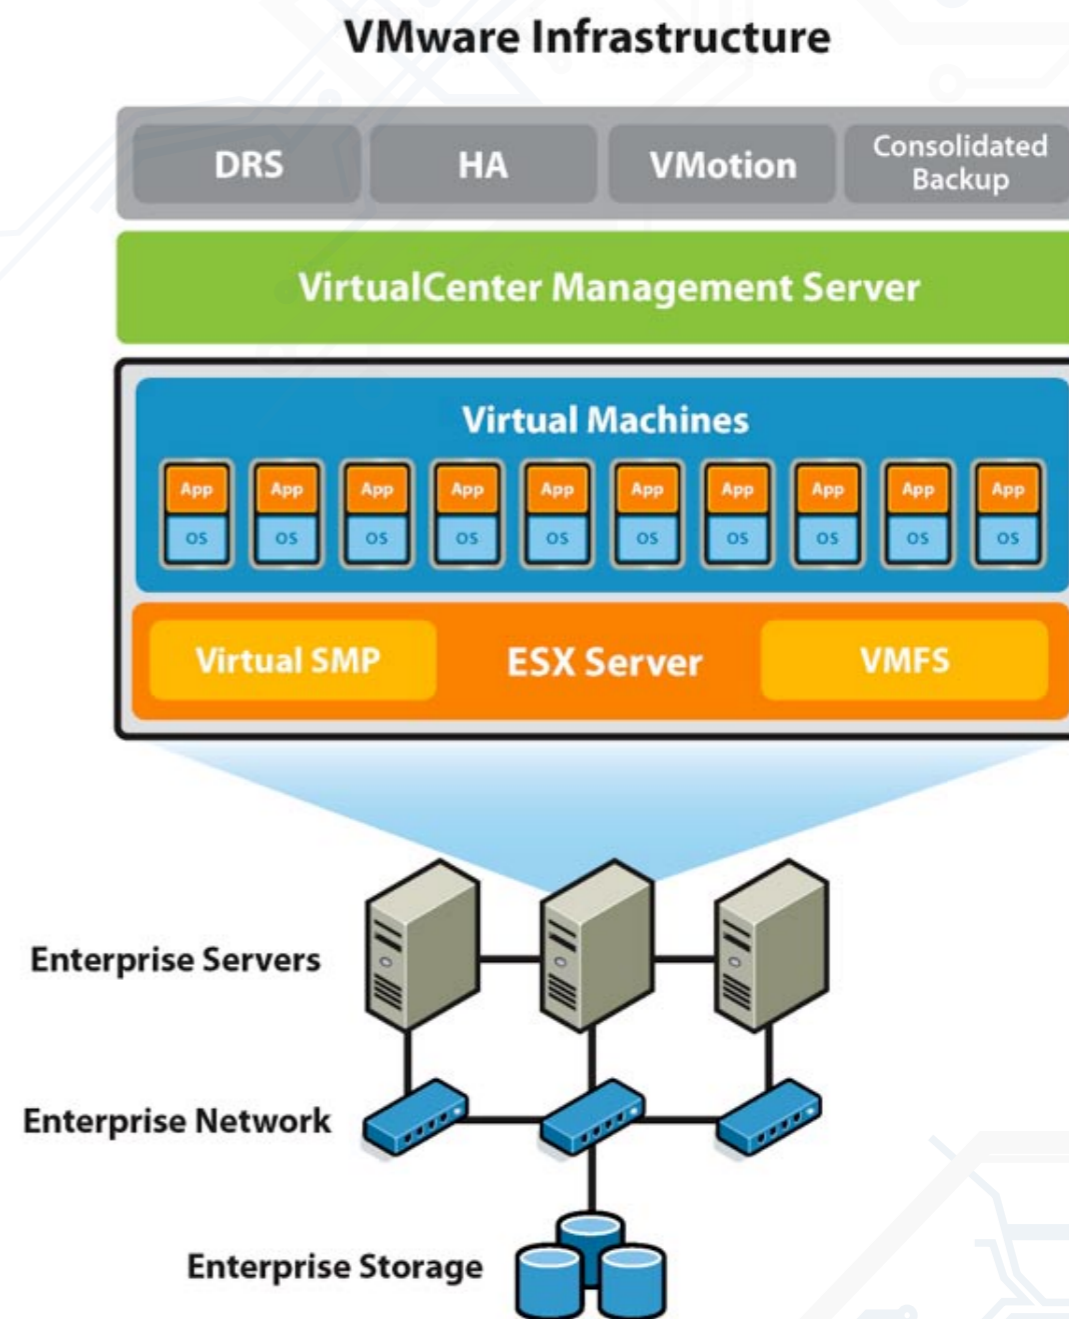 VMware Infrastructure
DRS
HA
VMotion
Consolidated
Backup
VirtualCenter Management Server
Virtual Machines
App App App App App App App App App App
OS OS OS OS OS OS OS OS OS OS
Virtual SMP
ESX Server
VMFS
Enterprise Servers
Enterprise Network
Enterprise Storage